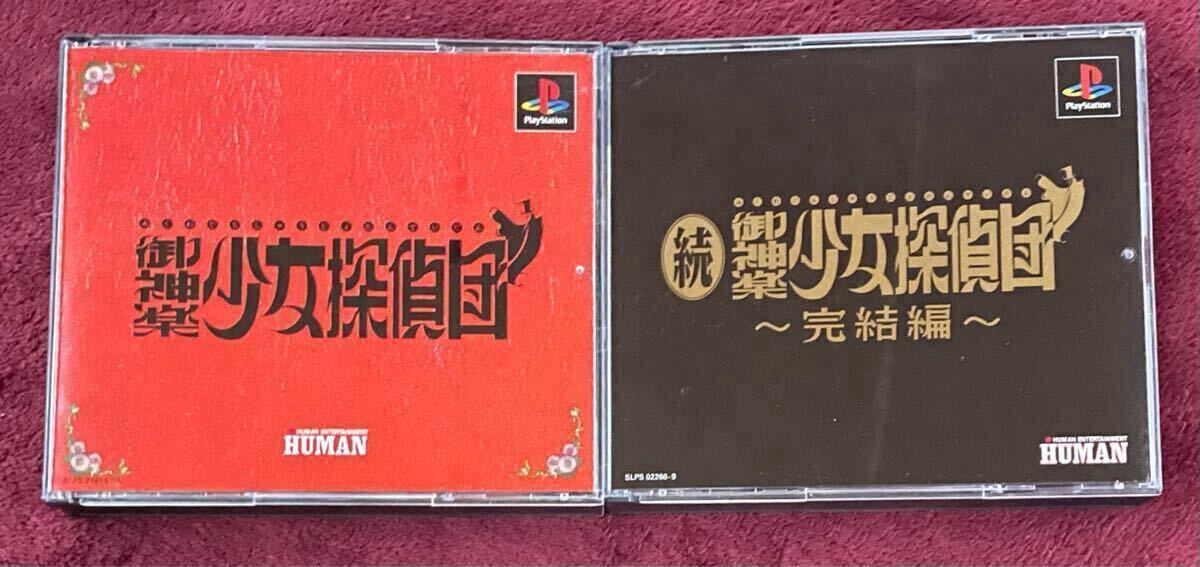 PlayStation
御神楽
少女探偵団
HUMAN ENTERTAINMENT
HUMAN
PlayStation
続
御神楽
少女探偵団
～完結編～
HUMAN ENTERTAINMENT
HUMAN
SLPS 02266-9